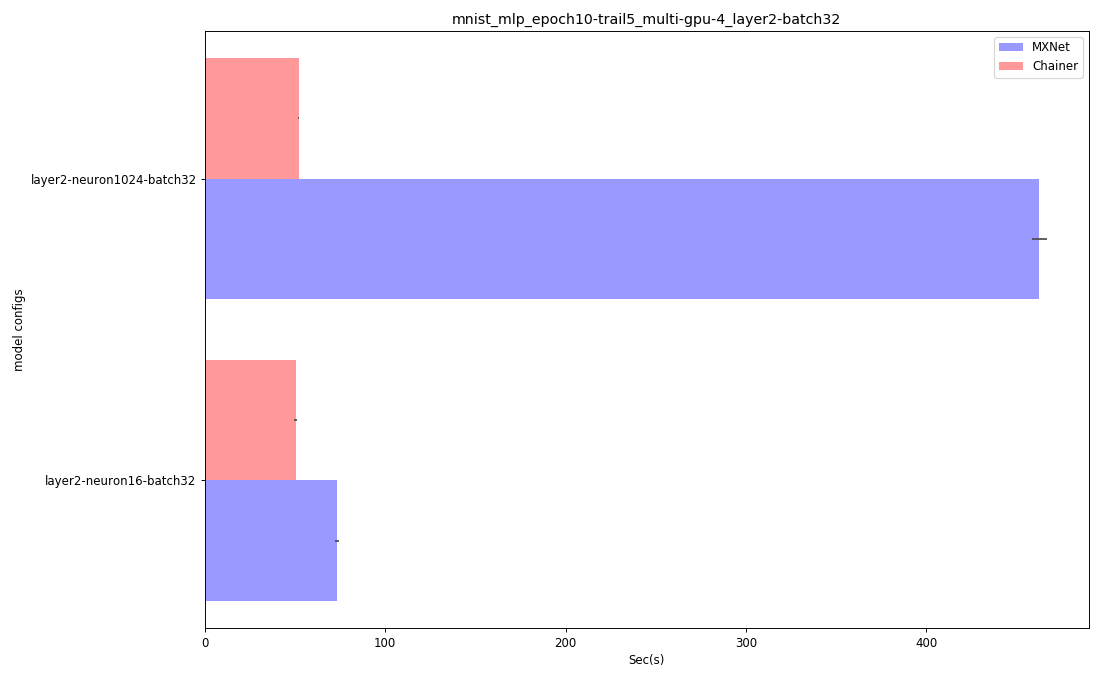 mnist_mlp_epoch10-trail5_multi-gpu-4_layer2-batch32
MXNet
Chainer
layer2-neuron1024-batch32
model configs
layer2-neuron16-batch32
0 100 200 300 400
Sec(s)